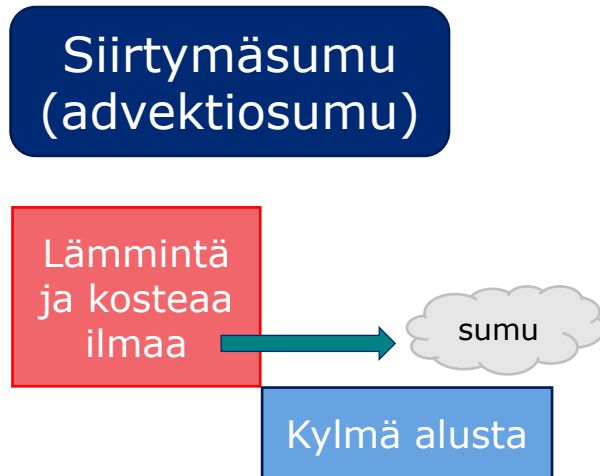 Siirtymäsumu
(advektiosumu)
Lämmintä
ja kosteaa
ilmaa
sumu
Kylmä alusta